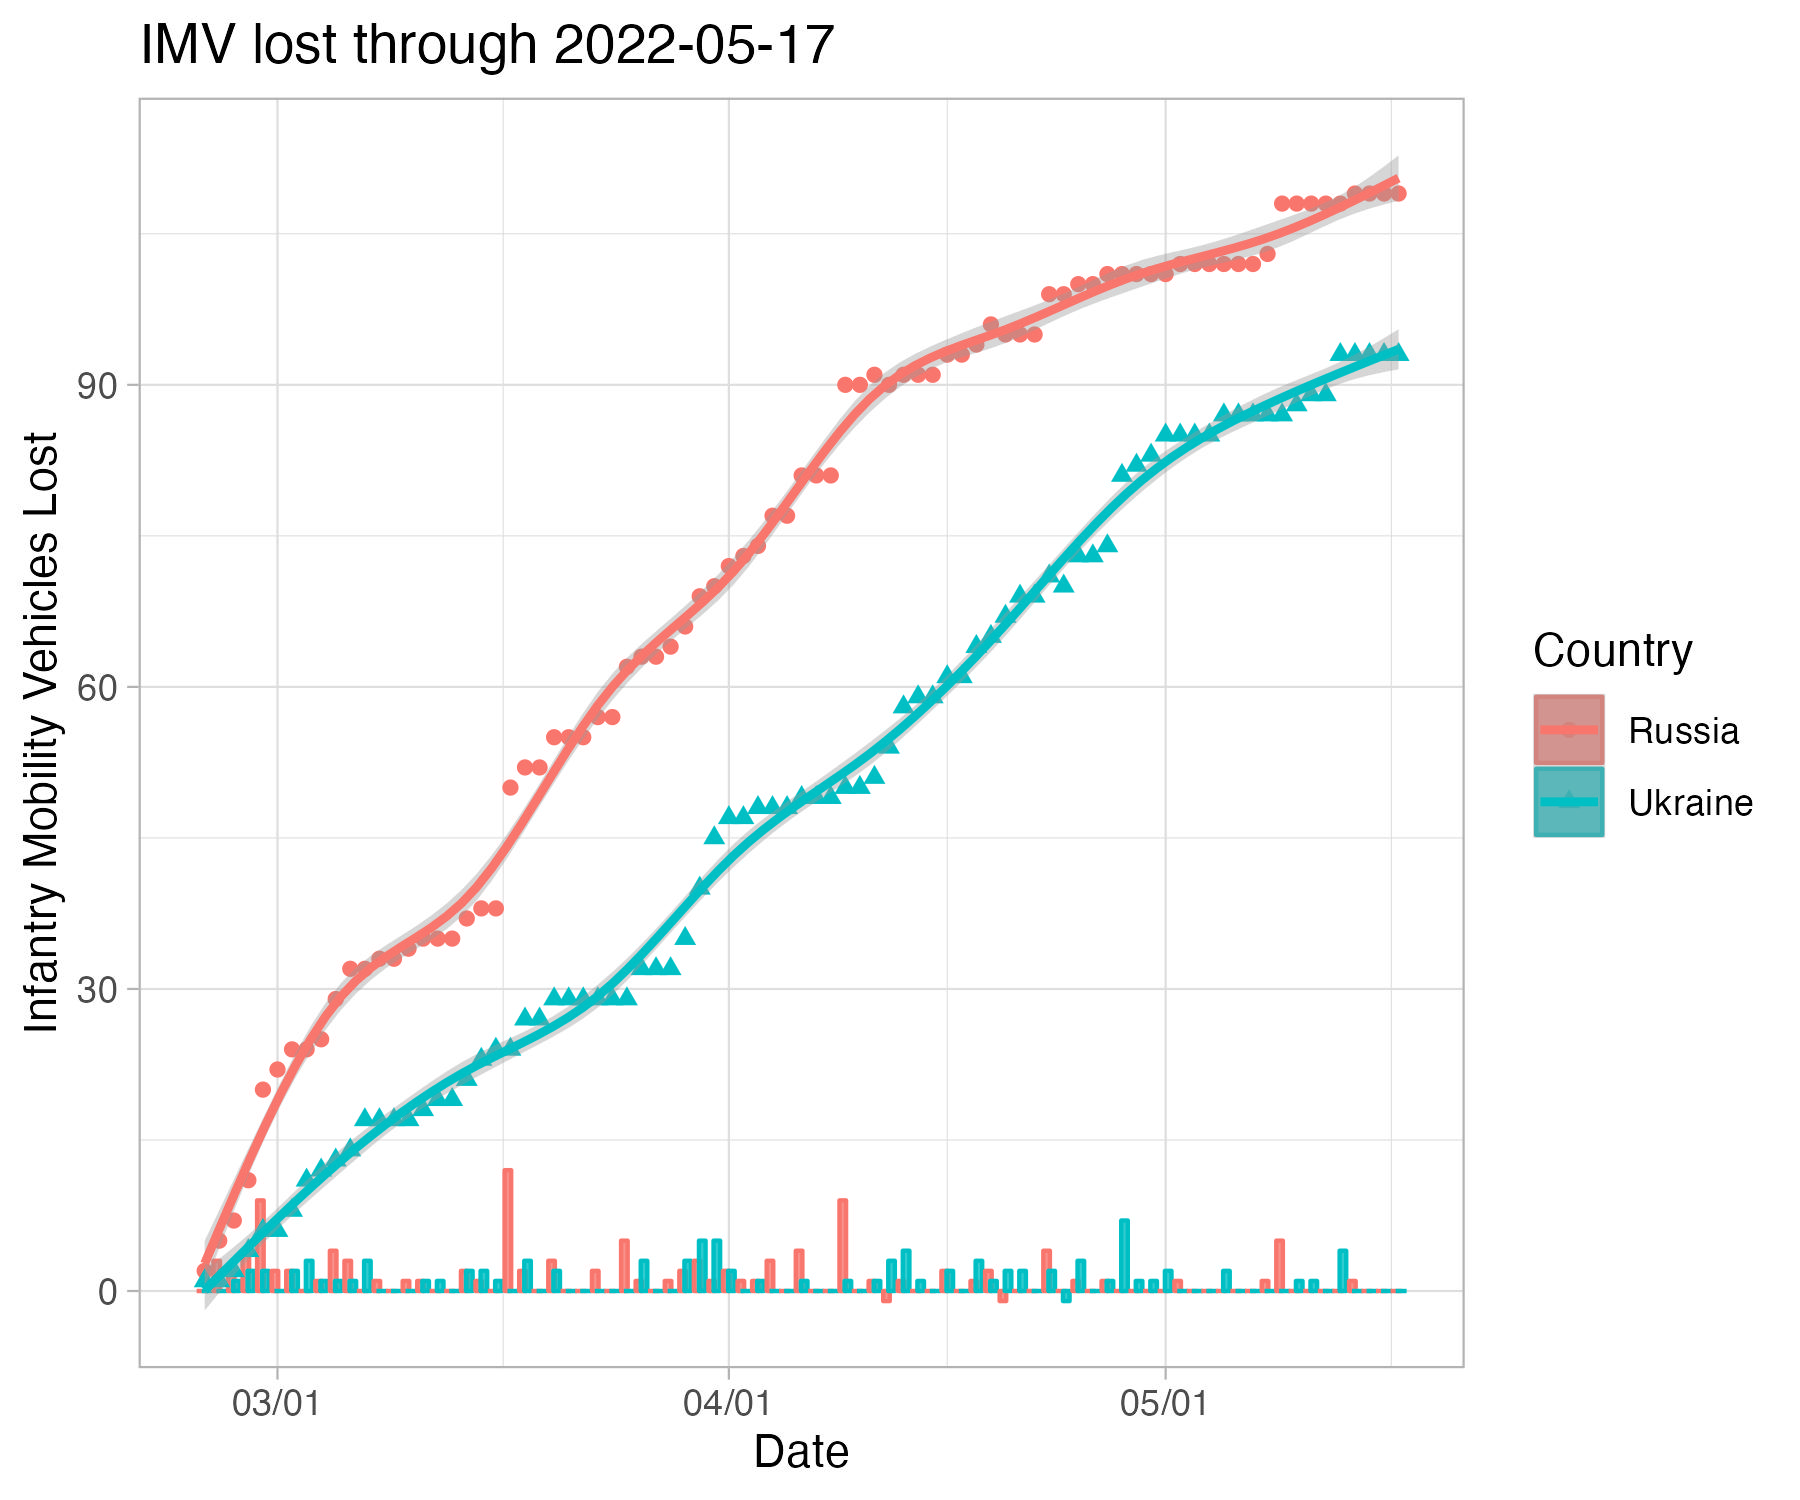 IMV lost through 2022-05-17
Infantry Mobility Vehicles Lost
90
60
30
0
03/01
04/01
05/01
Date
Country
Russia
Ukraine